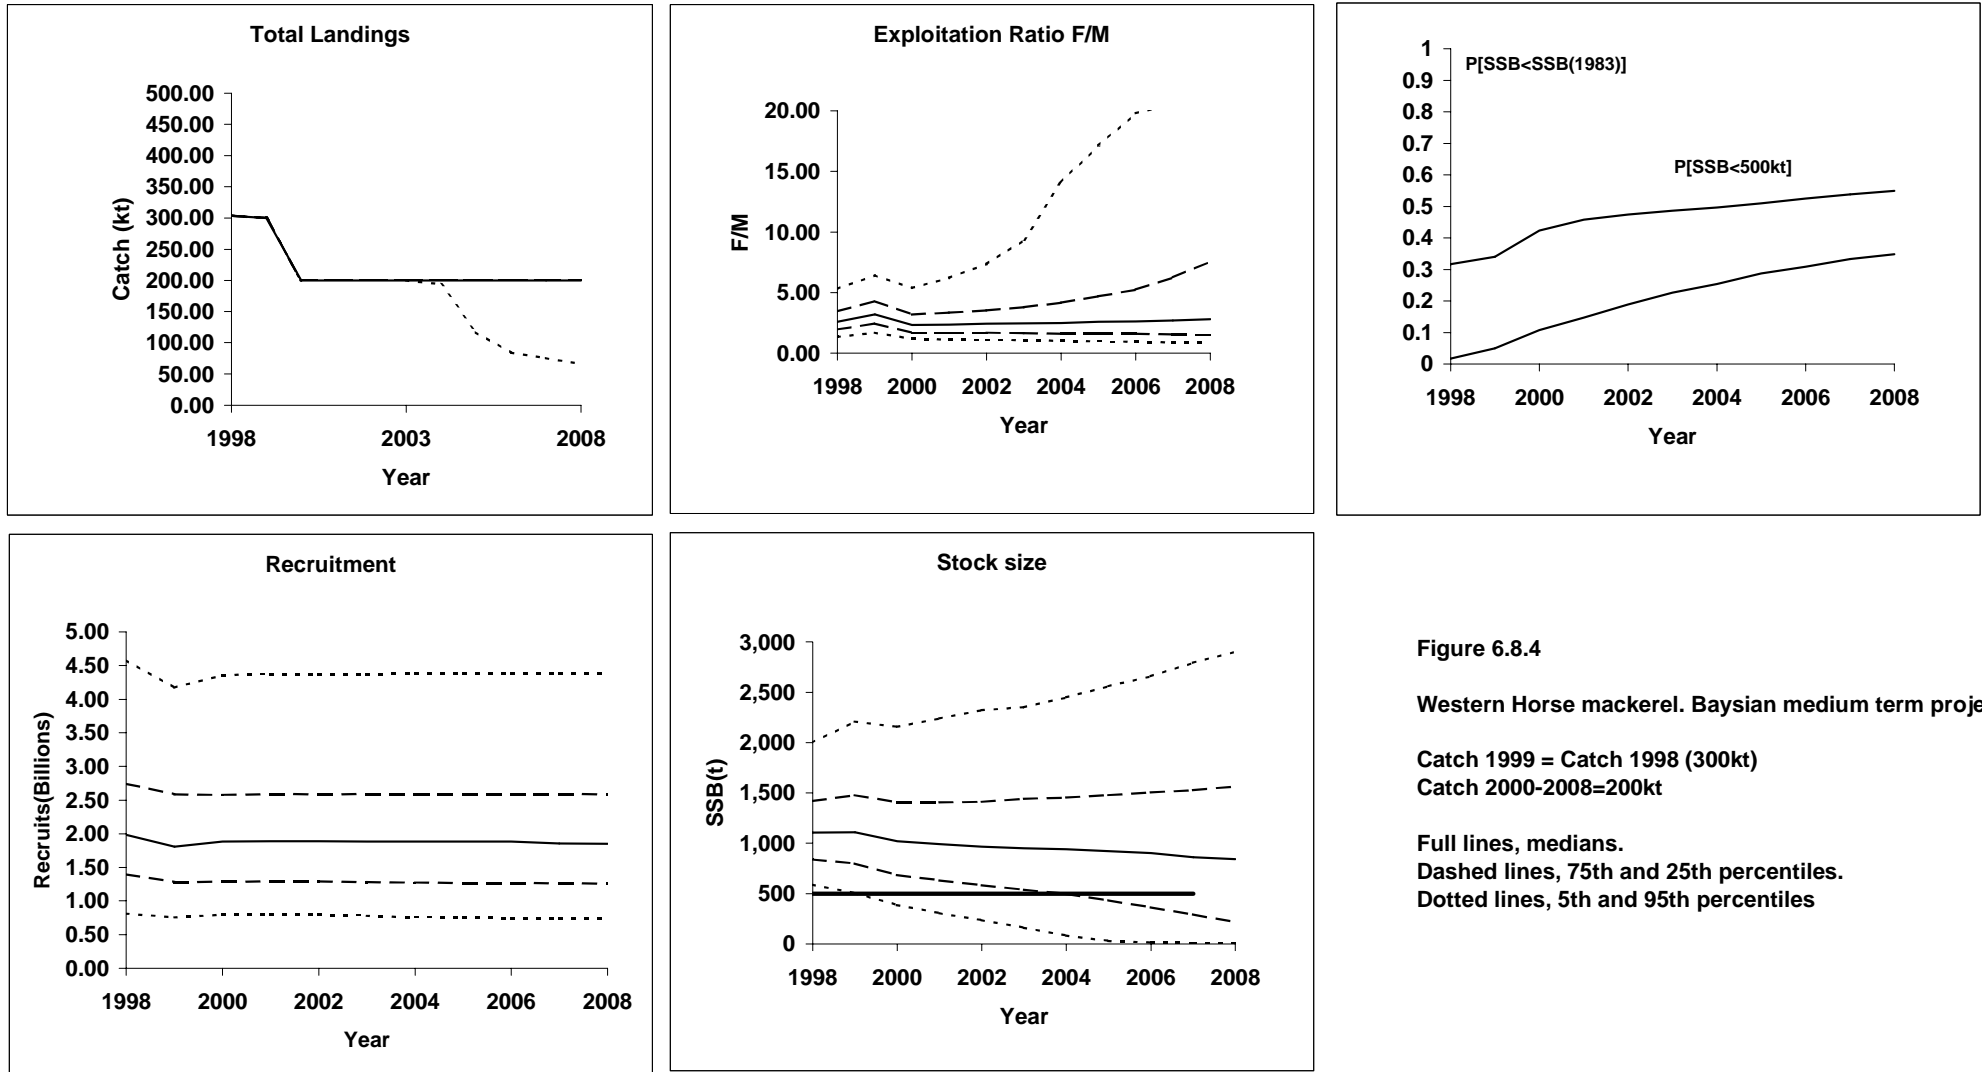 Total Landings
500.00
450.00
400.00
350.00
300.00
250.00
200.00
150.00
100.00
50.00
0.00
Catch (kt)
1998 2003 2008
Year
Exploitation Ratio F/M
20.00
15.00
10.00
5.00
0.00
F/M
1998 2000 2002 2004 2006 2008
Year
1
0.9
0.8
0.7
0.6
0.5
0.4
0.3
0.2
0.1
0
P[SSB<SSB(1983)]
P[SSB<500kt]
1998 2000 2002 2004 2006 2008
Year
Recruitment
5.00
4.50
4.00
3.50
3.00
2.50
2.00
1.50
1.00
0.50
0.00
Recruits(Billions)
1998 2000 2002 2004 2006 2008
Year
Stock size
3,000
2,500
2,000
1,500
1,000
500
0
SSB(t)
1998 2000 2002 2004 2006 2008
Year
Figure 6.8.4
Western Horse mackerel. Baysian medium term proje
Catch 1999 = Catch 1998 (300kt)
Catch 2000-2008=200kt
Full lines, medians.
Dashed lines, 75th and 25th percentiles.
Dotted lines, 5th and 95th percentiles